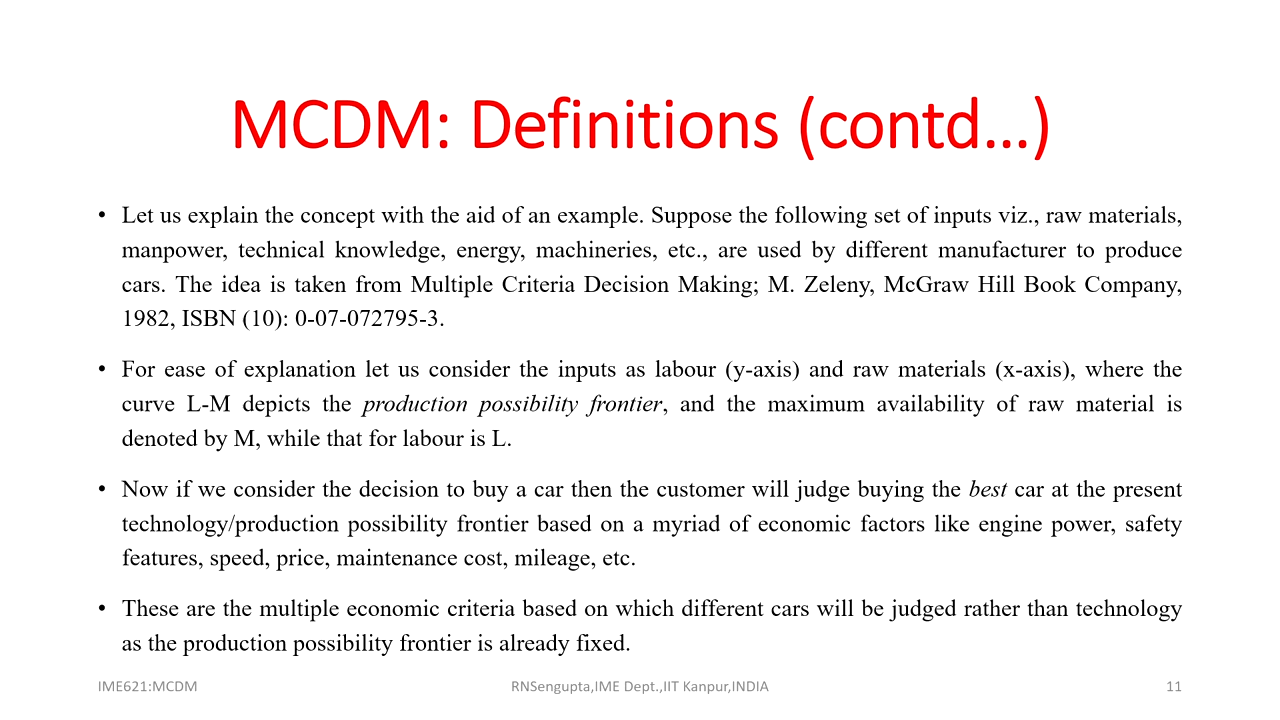 MCDM: Definitions (contd…)
• Let us explain the concept with the aid of an example. Suppose the following set of inputs viz., raw materials,
manpower, technical knowledge, energy, machineries, etc., are used by different manufacturer to produce
cars. The idea is taken from Multiple Criteria Decision Making; M. Zeleny, McGraw Hill Book Company,
1982, ISBN (10): 0-07-072795-3.
• For ease of explanation let us consider the inputs as labour (y-axis) and raw materials (x-axis), where the
curve L-M depicts the production possibility frontier, and the maximum availability of raw material is
denoted by M, while that for labour is L.
• Now if we consider the decision to buy a car then the customer will judge buying the best car at the present
technology/production possibility frontier based on a myriad of economic factors like engine power, safety
features, speed, price, maintenance cost, mileage, etc.
• These are the multiple economic criteria based on which different cars will be judged rather than technology
as the production possibility frontier is already fixed.
IME621:MCDM
RNSengupta,IME Dept.,IIT Kanpur,INDIA
11